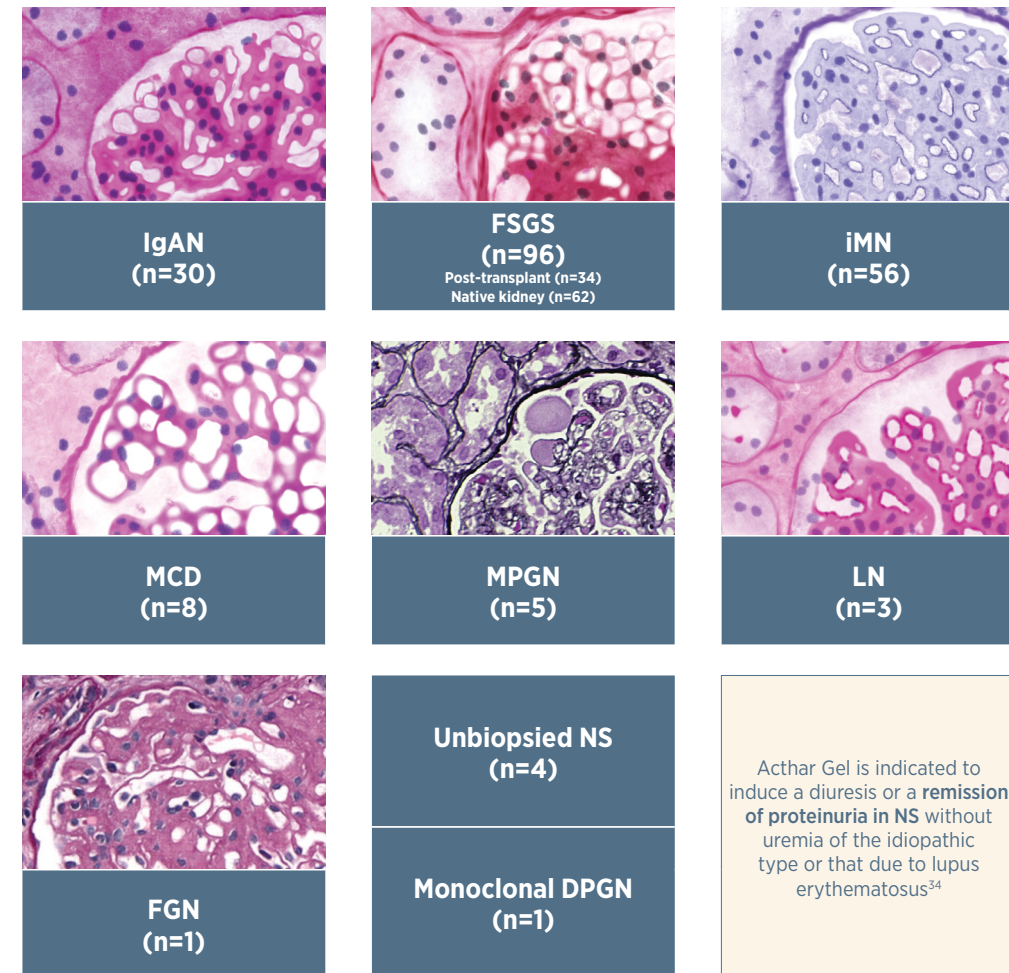 IgAN
(n=30)
FSGS
(n=96)
Post-transplant (n=34)
Native kidney (n=62)
iMN
(n=56)
MCD
(n=8)
MPGN
(n=5)
LN
(n=3)
FGN
(n=1)
Unbiopsied NS
(n=4)
Monoclonal DPGN
(n=1)
Acthar Gel is indicated to
induce a diuresis or a remission
of proteinuria in NS without
uremia of the idiopathic
type or that due to lupus
erythematosus34